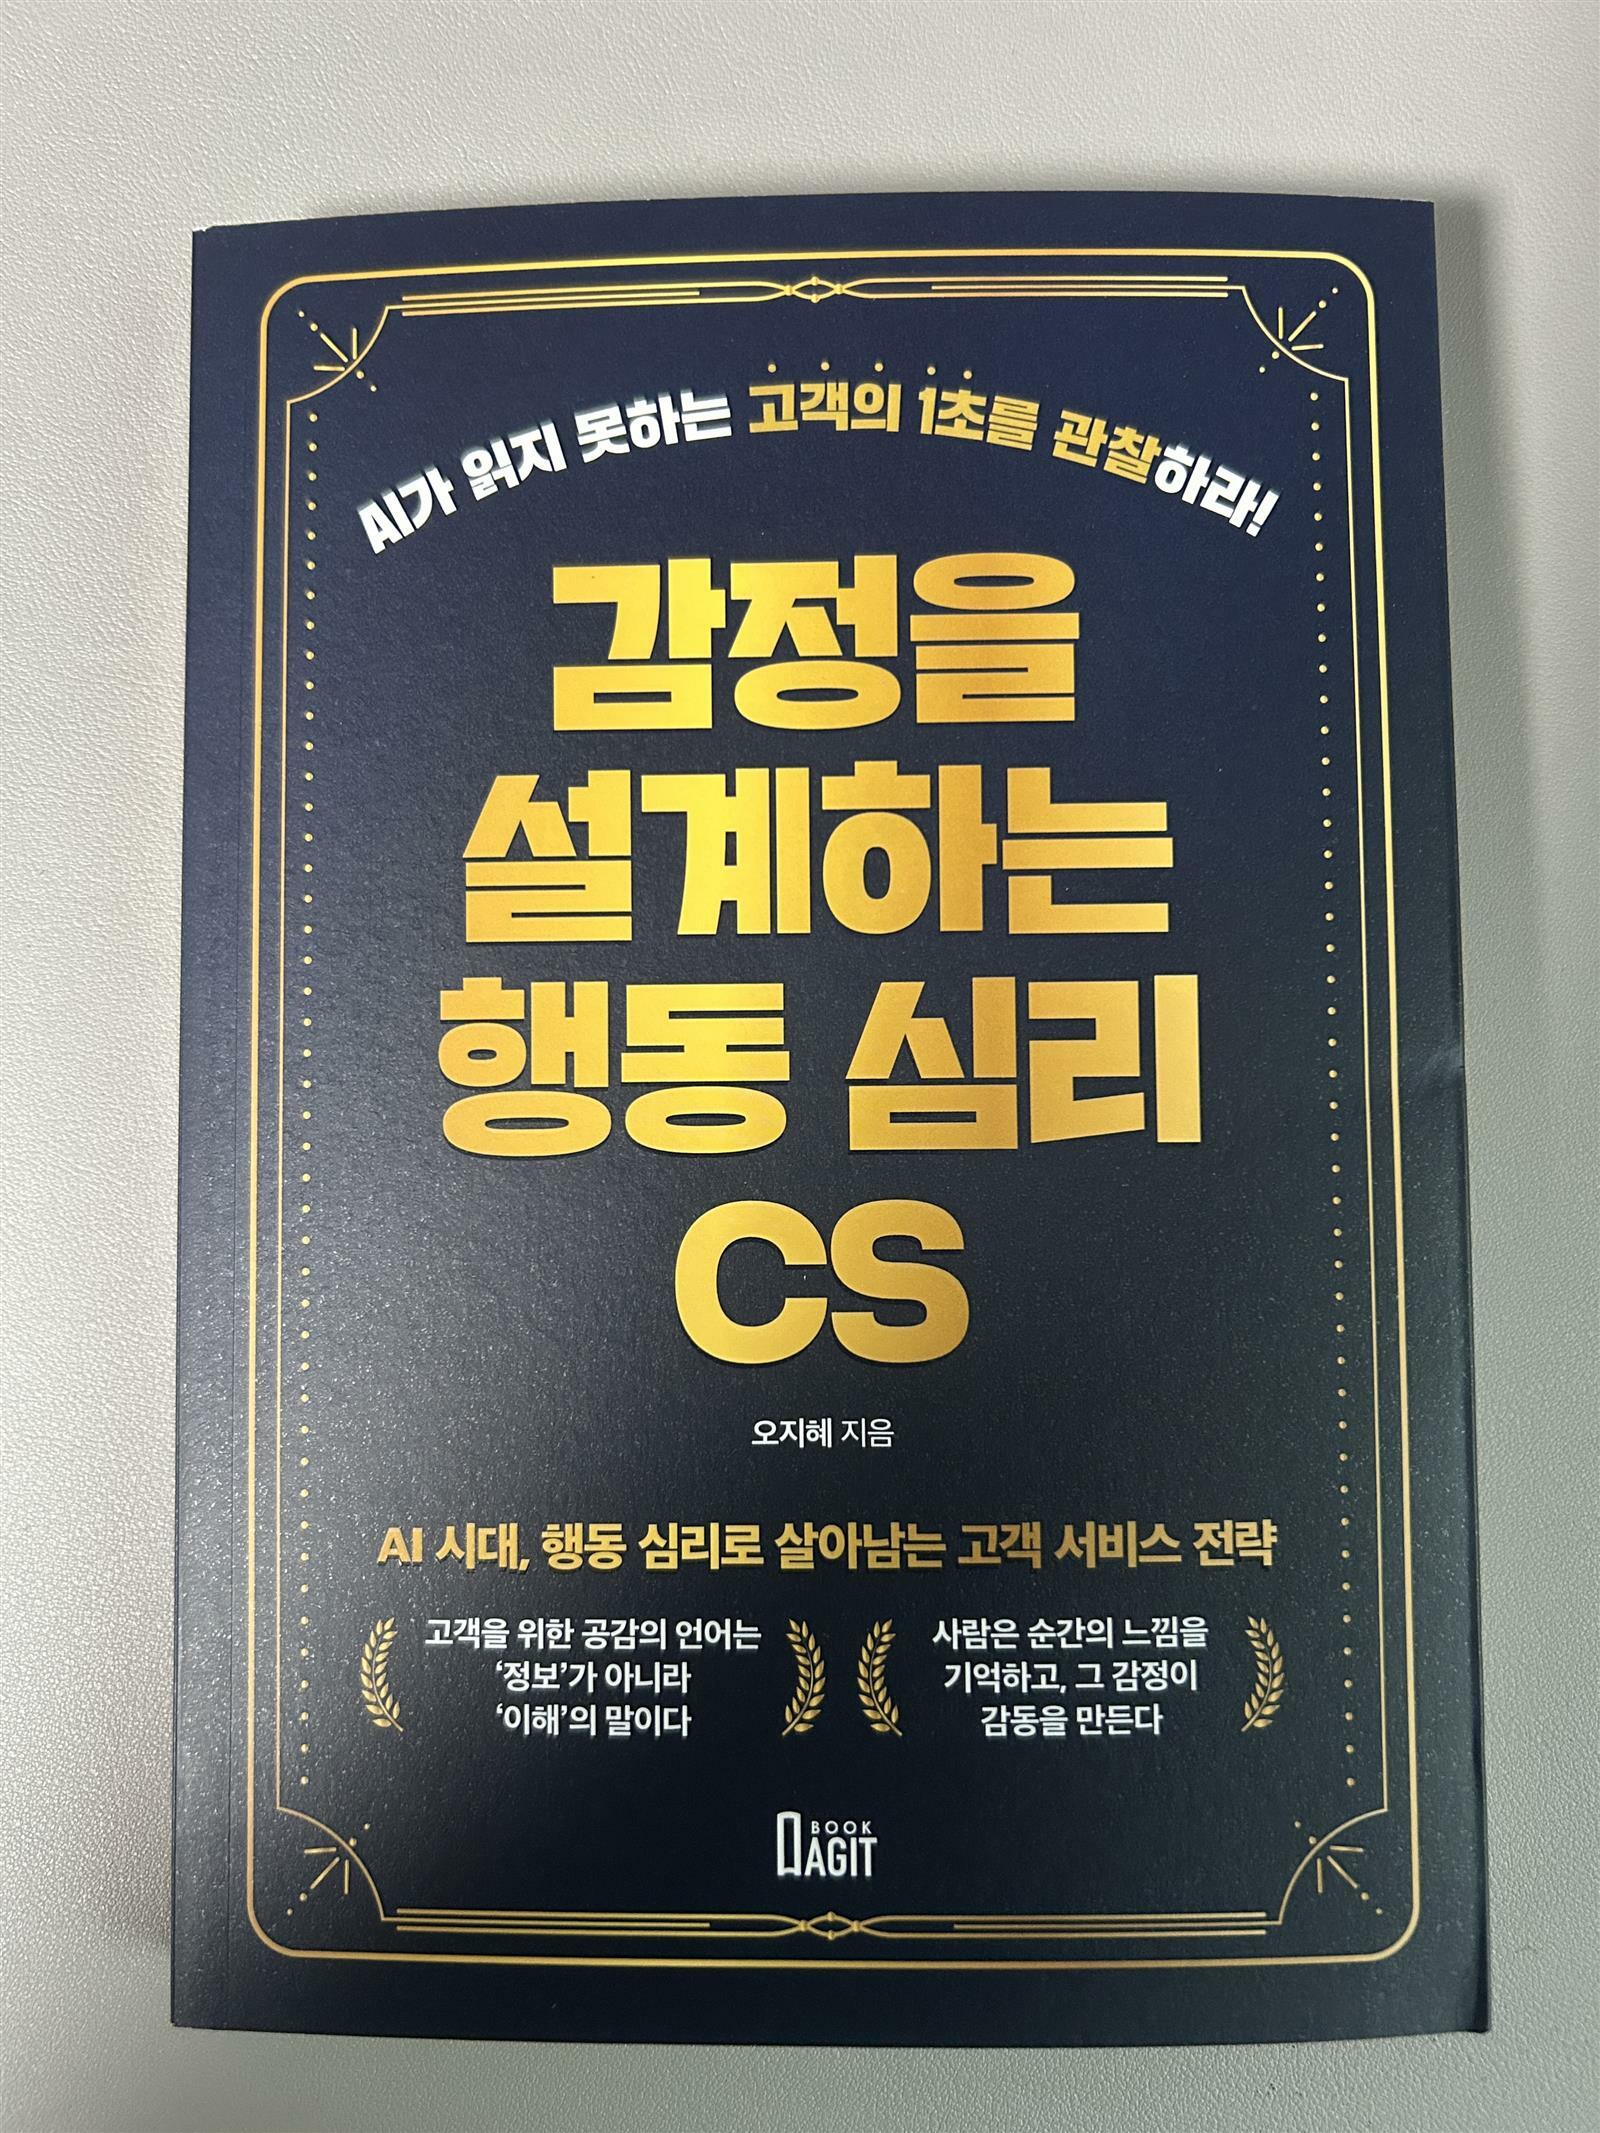 AI가 읽지 못하는 고객의 1초를 관찰하라!
감정을
설계하는
행동 심리
CS
오지혜 지음
AI 시대, 행동 심리로 살아남는 고객 서비스 전략
고객을 위한 공감의 언어는
‘정보’가 아니라
‘이해’의 말이다
사람은 순간의 느낌을
기억하고, 그 감정이
감동을 만든다
BOOK
AGIT